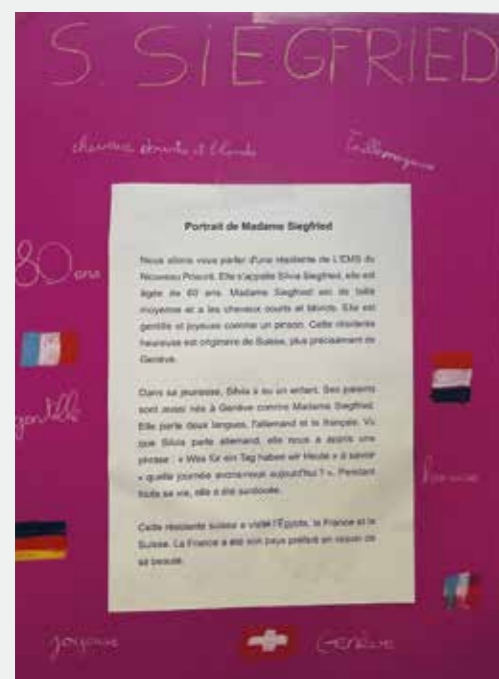 S. SIEGFRIED
cheveux courts et blonds
Taille moyenne
Portrait de Madame Siegfried
Nous allons vous parler d'une résidente de L'EMS du
Nouveau Prieuré. Elle s'appelle Silvia Siegfried, elle est
âgée de 80 ans. Madame Siegfried est de taille
moyenne et a les cheveux courts et blonds. Elle est
gentille et joyeuse comme un pinson. Cette résidente
heureuse est originaire de Suisse, plus précisément de
Genève.
80 ans
Dans sa jeunesse, Silvia a eu un enfant. Ses parents
sont aussi nés à Genève comme Madame Siegfried.
Elle parle deux langues, l'allemand et le français. Vu
que Silvia parle allemand, elle nous a appris une
phrase : « Was für ein Tag haben wir Heute » à savoir
« quelle journée avons-nous aujourd'hui ? ». Pendant
toute sa vie, elle a été
gentille
Cette résidente suisse a visité l'Égypte, la France et la
Suisse. La France a été son pays préféré en raison de
sa beauté.
joyeuse
Genève